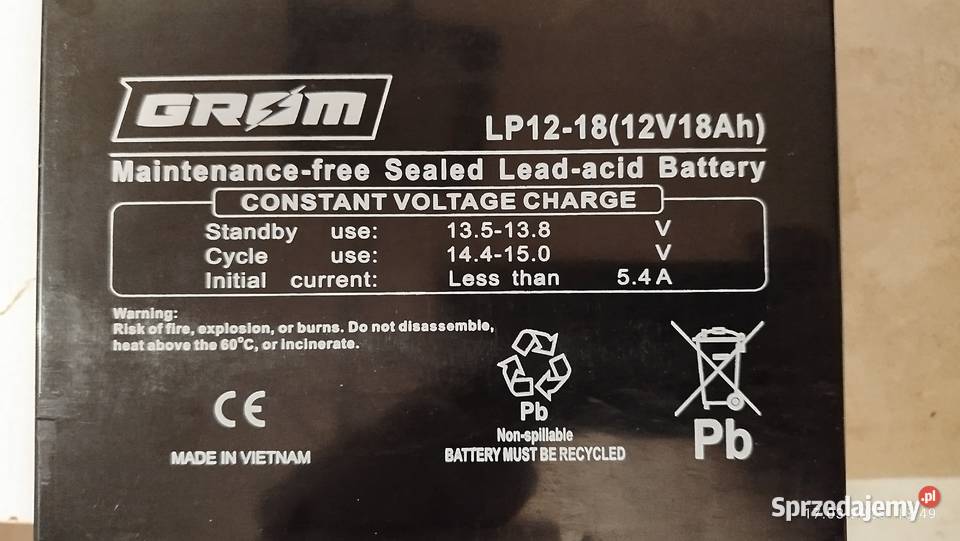 GROM
LP12-18(12V18Ah)
Maintenance-free Sealed Lead-acid Battery
CONSTANT VOLTAGE CHARGE
Standby use: 13.5-13.8 V
Cycle use: 14.4-15.0 V
Initial current: Less than 5.4 A
Warning:
Risk of fire, explosion, or burns. Do not disassemble,
heat above the 60°C, or incinerate.
CE
Pb
Non-spillable
MADE IN VIETNAM
BATTERY MUST BE RECYCLED
Pb
Sprzedajemy.pl